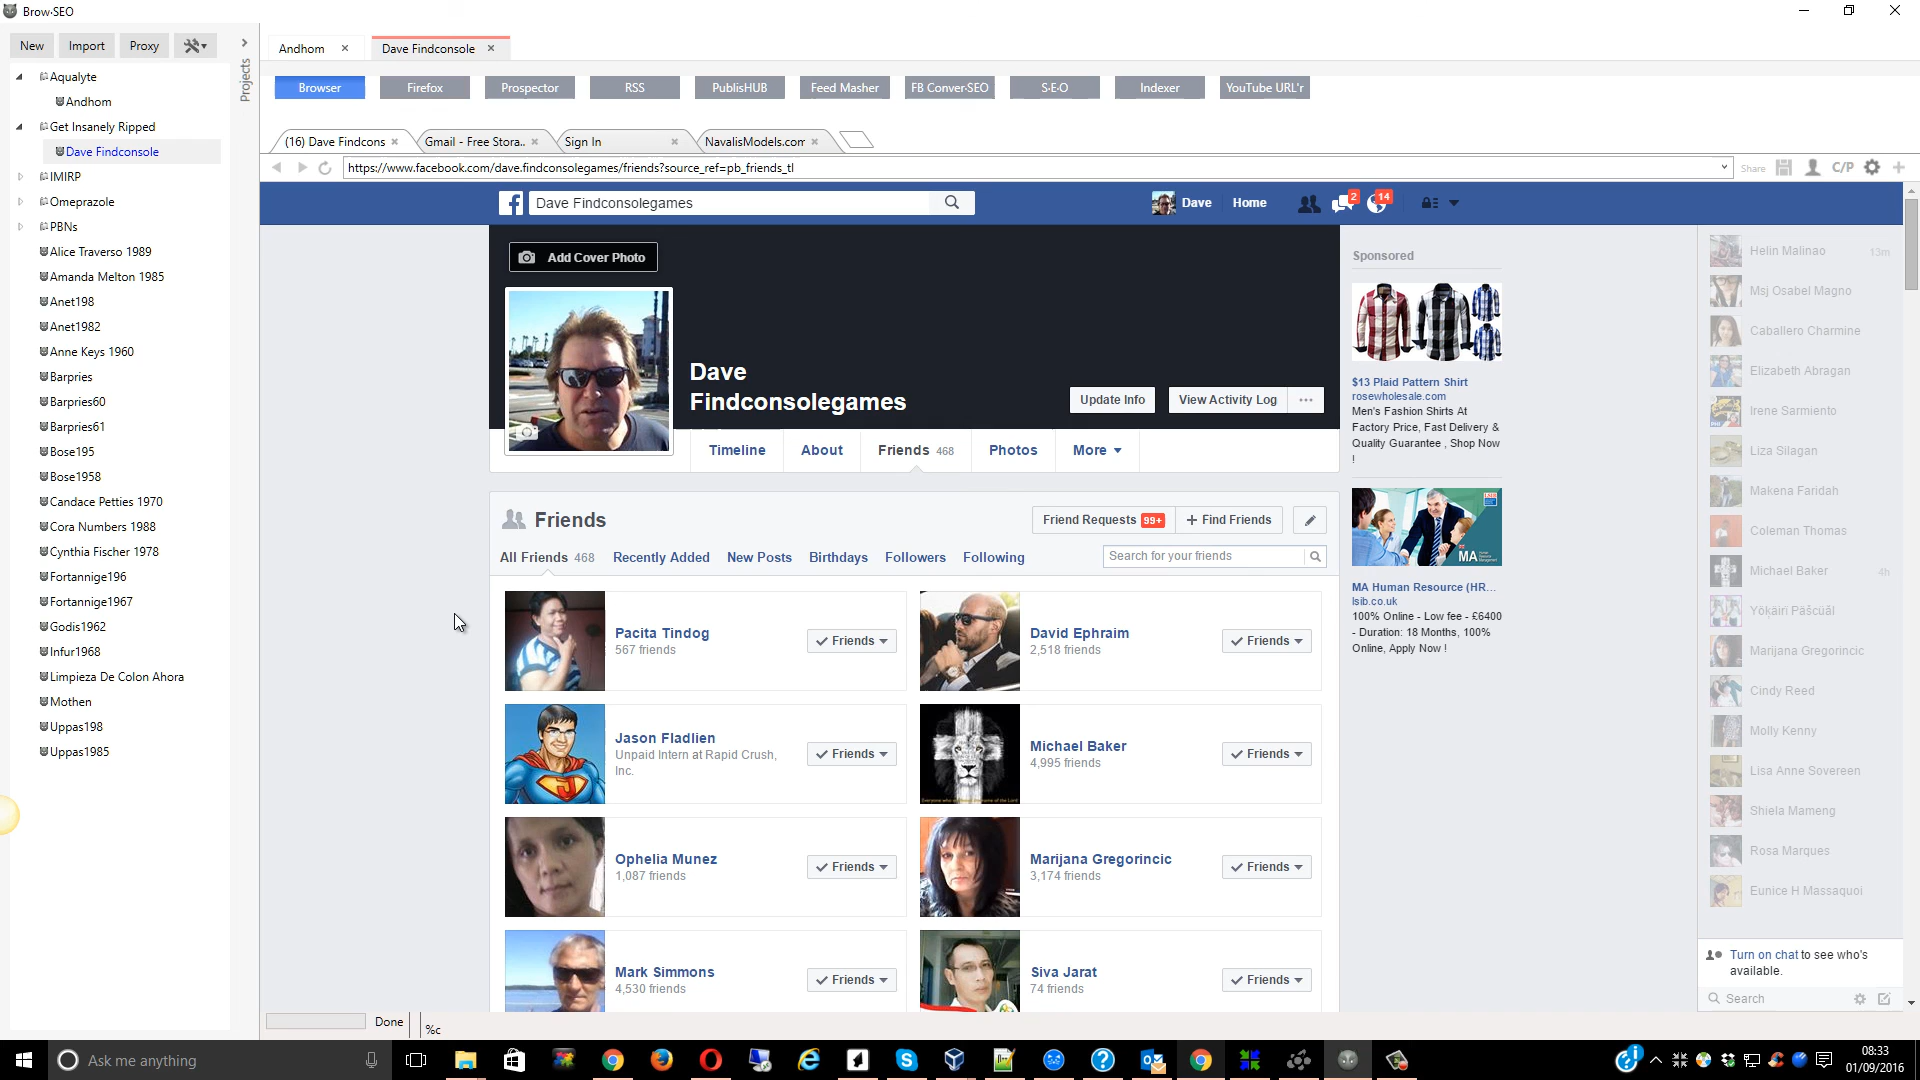 Brow·SEO
New Import Proxy
Projects
Aqualyte
Andhom
Get Insanely Ripped
Dave Findconsole
IMIRP
Omeprazole
PBNs
Alice Traverso 1989
Amanda Melton 1985
Anet198
Anet1982
Anne Keys 1960
Barpries
Barpries60
Barpries61
Bose195
Bose1958
Candace Petties 1970
Cora Numbers 1988
Cynthia Fischer 1978
Fortannige196
Fortannige1967
Godis1962
Infur1968
Limpieza De Colon Ahora
Mothen
Uppas198
Uppas1985
Andhom Dave Findconsole
Browser Firefox Prospector RSS PublisHUB Feed Masher FB Conver·SEO S·E·O Indexer YouTube URL'r
(16) Dave Findcons Gmail - Free Stora.. Sign In NavalisModels.com
https://www.facebook.com/dave.findconsolegames/friends?source_ref=pb_friends_tl
Share C/P
Dave Findconsolegames
Dave Home 2 14
Add Cover Photo
Dave
Findconsolegames
Update Info View Activity Log ...
Timeline About Friends 468 Photos More
Friends
Friend Requests 99+ + Find Friends
All Friends 468 Recently Added New Posts Birthdays Followers Following
Search for your friends
Pacita Tindog
567 friends
Friends
David Ephraim
2,518 friends
Friends
Jason Fladlien
Unpaid Intern at Rapid Crush,
Inc.
Friends
Michael Baker
4,995 friends
Friends
Ophelia Munez
1,087 friends
Friends
Marijana Gregorincic
3,174 friends
Friends
Mark Simmons
4,530 friends
Friends
Siva Jarat
74 friends
Friends
Sponsored
$13 Plaid Pattern Shirt
rosewholesale.com
Men's Fashion Shirts At
Factory Price, Fast Delivery &
Quality Guarantee , Shop Now
!
MA
MA Human Resource (HR...
lsib.co.uk
100% Online - Low fee - £6400
- Duration: 18 Months, 100%
Online, Apply Now !
Helin Malinao 13m
Msj Osabel Magno
Caballero Charmine
Elizabeth Abragan
Irene Sarmiento
Liza Silagan
Makena Faridah
Coleman Thomas
Michael Baker 4h
Marijana Gregorincic
Cindy Reed
Molly Kenny
Lisa Anne Sovereen
Shiela Mameng
Rosa Marques
Eunice H Massaquoi
Turn on chat to see who's
available.
Search
Done
%c
Ask me anything
08:33
01/09/2016